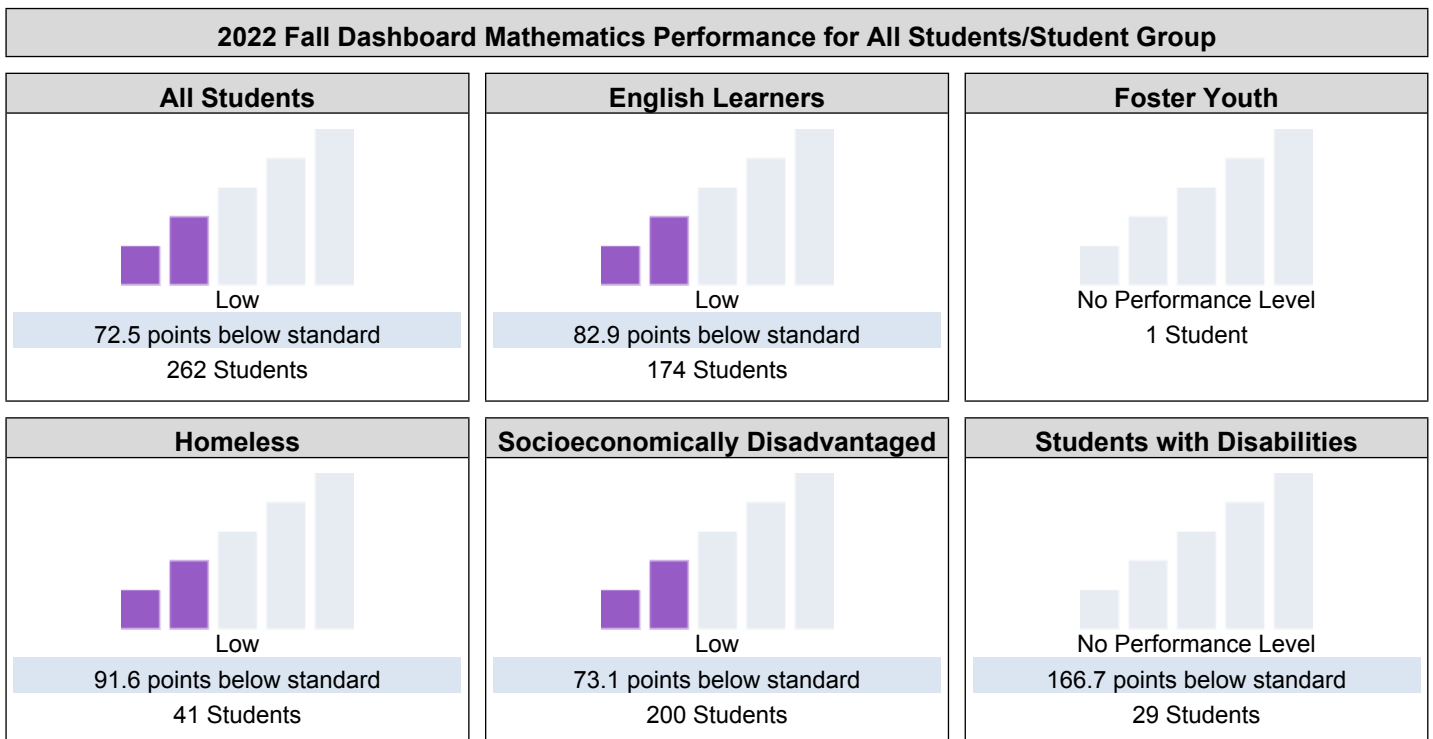 2022 Fall Dashboard Mathematics Performance for All Students/Student Group
All Students
Low
72.5 points below standard
262 Students
English Learners
Low
82.9 points below standard
174 Students
Foster Youth
No Performance Level
1 Student
Homeless
Low
91.6 points below standard
41 Students
Socioeconomically Disadvantaged
Low
73.1 points below standard
200 Students
Students with Disabilities
No Performance Level
166.7 points below standard
29 Students